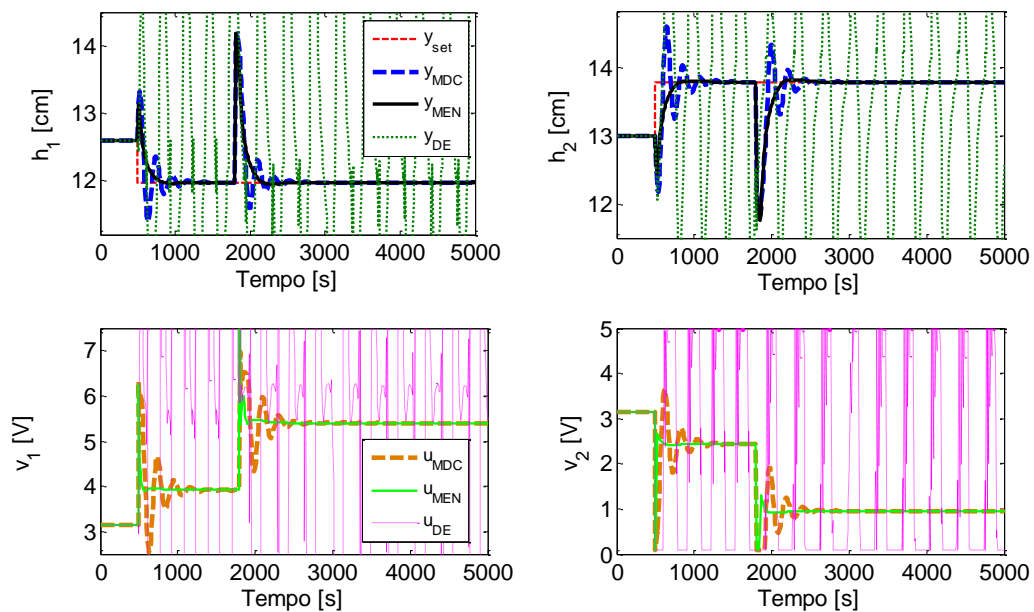 h1 [cm]
14
13
12
0 1000 2000 3000 4000 5000
Tempo [s]
yset
yMDC
yMEN
yDE
h2 [cm]
14
13
12
0 1000 2000 3000 4000 5000
Tempo [s]
v1 [V]
7
6
5
4
3
0 1000 2000 3000 4000 5000
Tempo [s]
uMDC
uMEN
uDE
v2 [V]
5
4
3
2
1
0
0 1000 2000 3000 4000 5000
Tempo [s]